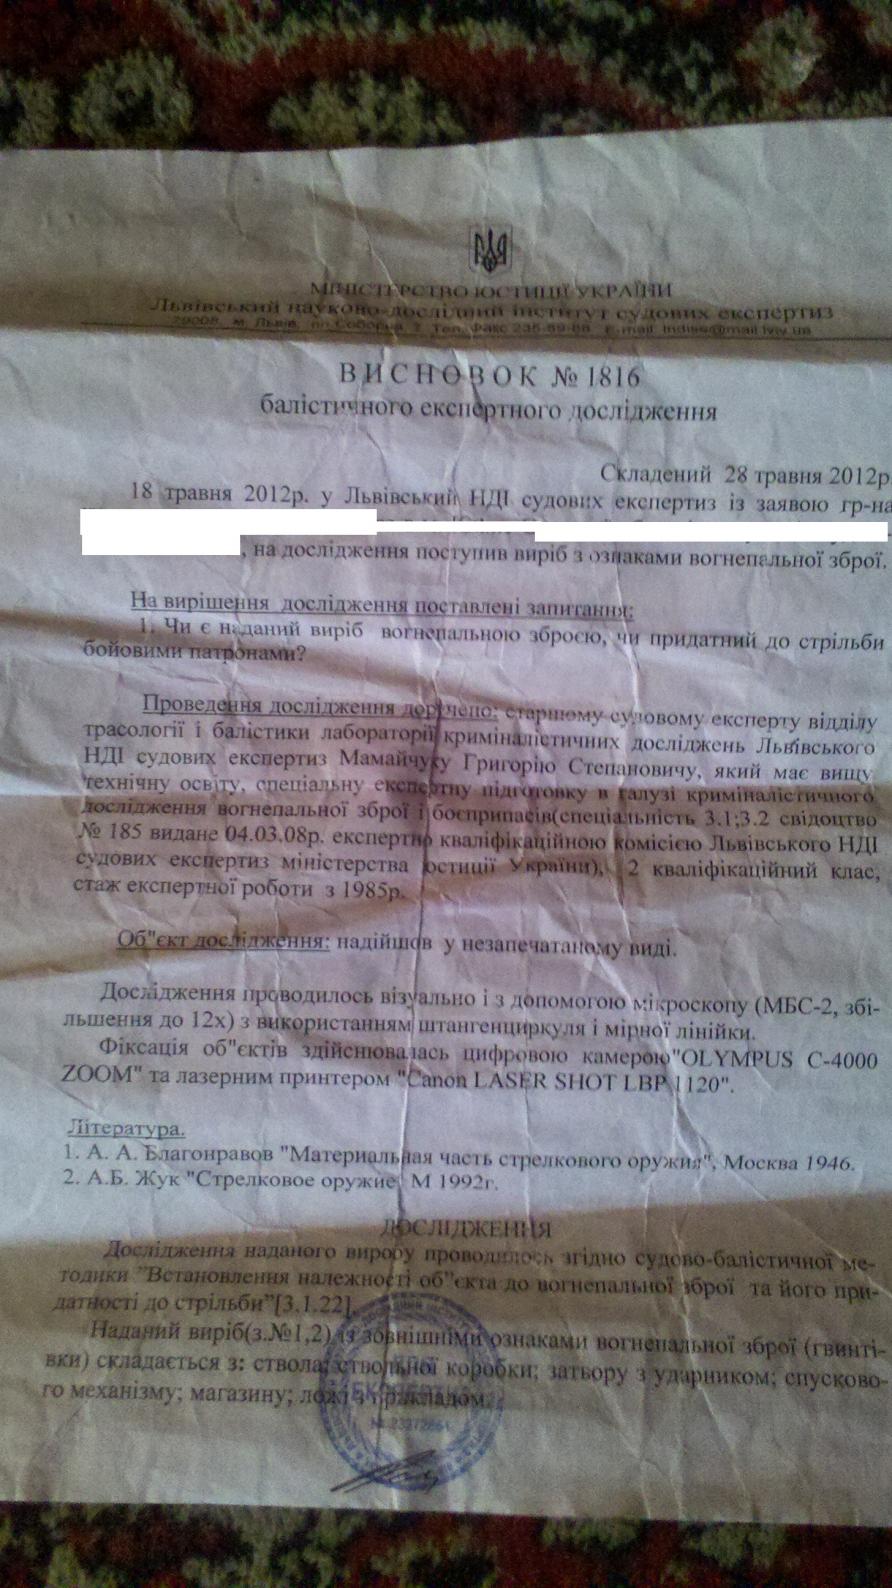 МІНІСТЕРСТВО ЮСТИЦІЇ УКРАЇНИ
Львівський науково-дослідний інститут судових експертиз
79008, м. Львів, пл. Соборна, 7, Тел.
ВИСНОВОК № 1816
балістичного експертного дослідження
Складений 28 травня 2012р
18 травня 2012р. у Львівський НДІ судових експертиз із заявою гр-на
, на дослідження поступив виріб з ознаками вогнепальної зброї.
На вирішення дослідження поставлені запитання:
1. Чи є наданий виріб вогнепальною зброєю, чи придатний до стрільби
бойовими патронами?
Проведення дослідження доручено: старшому судовому експерту відділу
трасології і балістики лабораторії криміналістичних досліджень Львівського
НДІ судових експертиз Мамайчуку Григорію Степановичу, який має вищу
технічну освіту, спеціальну експертну підготовку в галузі криміналістичного
дослідження вогнепальної зброї і боєприпасів(спеціальність 3.1;3.2 свідоцтво
№ 185 видане 04.03.08р. експертно кваліфікаційною комісією Львівського НДІ
судових експертиз міністерства юстиції України), 2 кваліфікаційний клас,
стаж експертної роботи з 1985р.
Об"єкт дослідження: надійшов у незапечатаному виді.
Дослідження проводилось візуально і з допомогою мікроскопу (МБС-2, збі-
льшення до 12х) з використанням штангенциркуля і мірної лінійки.
Фіксація об"єктів здійснювалась цифровою камерою"OLYMPUS C-4000
ZOOM" та лазерним принтером "Canon LASER SHOT LBP 1120".
Література.
1. А. А. Благонравов "Материальная часть стрелкового оружия", Москва 1946.
2. А.Б. Жук "Стрелковое оружие М 1992г.
ДОСЛІДЖЕННЯ
Дослідження наданого виробу проводилось згідно судово-балістичної ме-
тодики "Встановлення належності об"єкта до вогнепальної зброї та його при-
датності до стрільби"[3.1.22].
Наданий виріб(з.№1,2) із зовнішніми ознаками вогнепальної зброї (гвинті-
вки) складається з: ствола; ствольної коробки; затвору з ударником; спусково-
го механізму; магазину; ложі з прикладом.